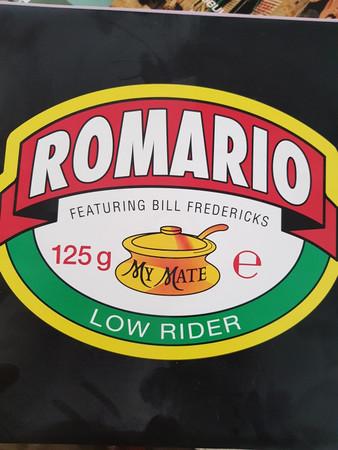 ROMARIO
FEATURING BILL FREDERICKS
125 g
MY MATE
e
LOW RIDER